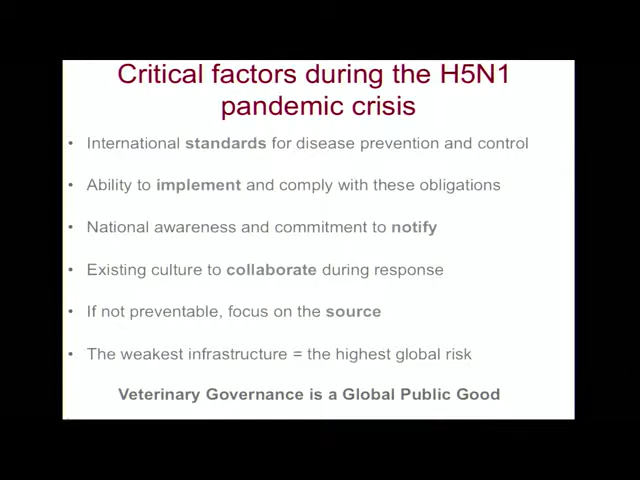 Critical factors during the H5N1
pandemic crisis
• International standards for disease prevention and control
• Ability to implement and comply with these obligations
• National awareness and commitment to notify
• Existing culture to collaborate during response
• If not preventable, focus on the source
• The weakest infrastructure = the highest global risk
Veterinary Governance is a Global Public Good